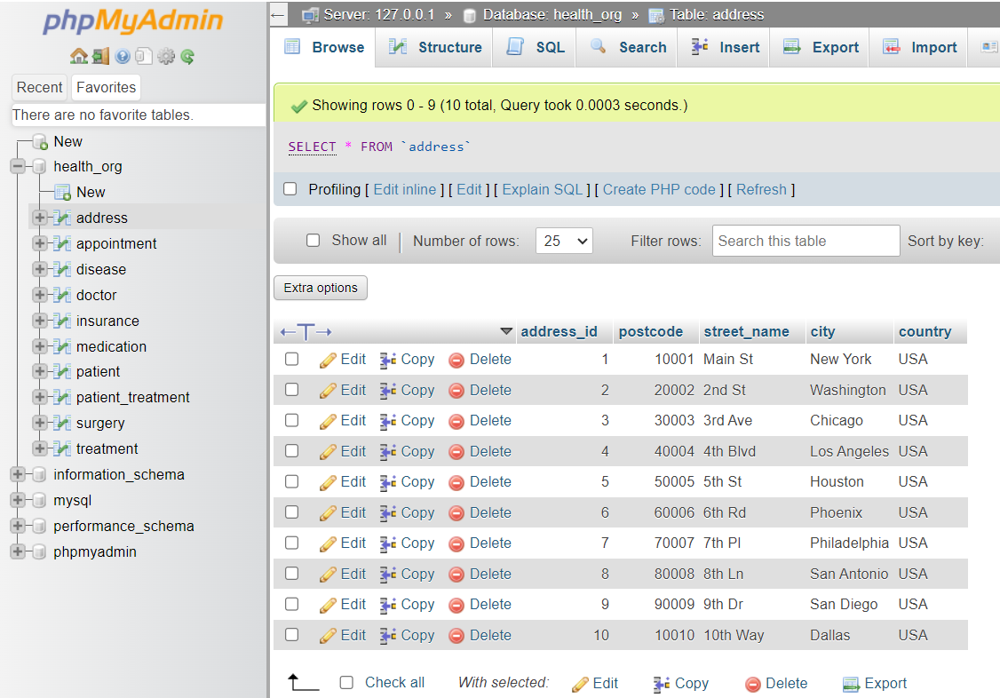 phpMyAdmin
Recent Favorites
There are no favorite tables.
New
health_org
New
address
appointment
disease
doctor
insurance
medication
patient
patient_treatment
surgery
treatment
information_schema
mysql
performance_schema
phpmyadmin
Server: 127.0.0.1 » Database: health_org » Table: address
Browse Structure SQL Search Insert Export Import
Showing rows 0 - 9 (10 total, Query took 0.0003 seconds.)
SELECT * FROM `address`
Profiling [ Edit inline ] [ Edit ] [ Explain SQL ] [ Create PHP code ] [ Refresh ]
Show all Number of rows: 25 Filter rows: Search this table Sort by key:
Extra options
address_id postcode street_name city country
Edit Copy Delete 1 10001 Main St New York USA
Edit Copy Delete 2 20002 2nd St Washington USA
Edit Copy Delete 3 30003 3rd Ave Chicago USA
Edit Copy Delete 4 40004 4th Blvd Los Angeles USA
Edit Copy Delete 5 50005 5th St Houston USA
Edit Copy Delete 6 60006 6th Rd Phoenix USA
Edit Copy Delete 7 70007 7th Pl Philadelphia USA
Edit Copy Delete 8 80008 8th Ln San Antonio USA
Edit Copy Delete 9 90009 9th Dr San Diego USA
Edit Copy Delete 10 10010 10th Way Dallas USA
Check all With selected: Edit Copy Delete Export